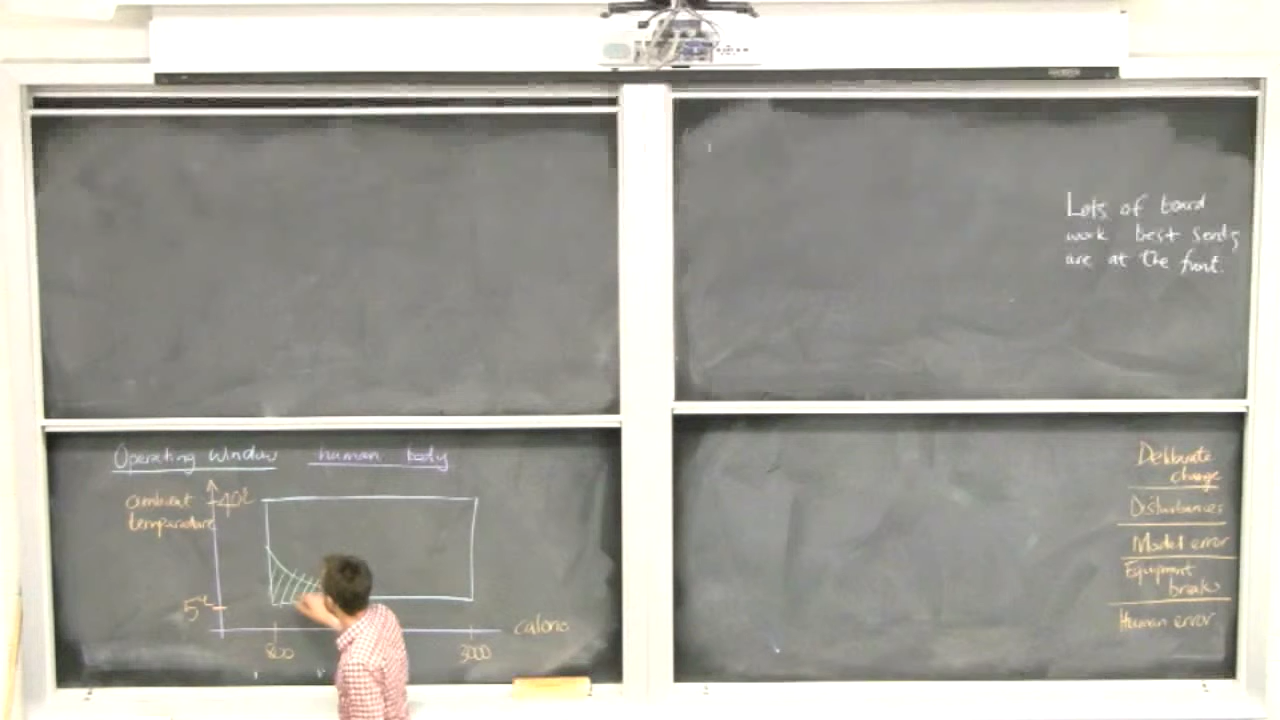 Lots of board
work best seats
are at the front.
Operating window human body
ambient
temperature
40°C
5°C
800
3000
calories
Deliberate
change
Disturbances
Model error
Equipment
breaks
Human error